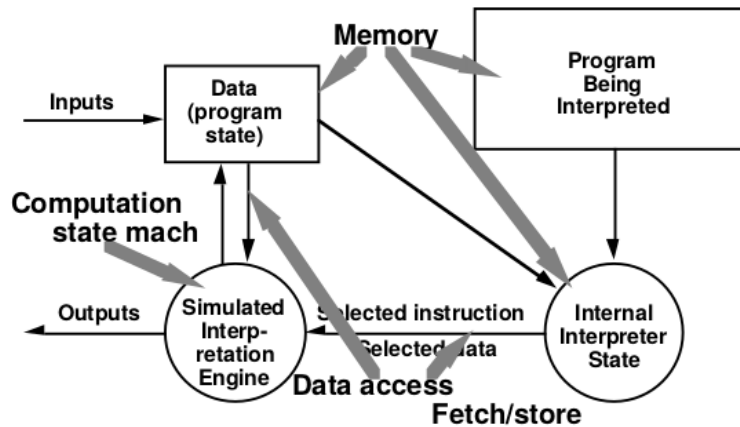 Memory
Data
(program
state)
Program
Being
Interpreted
Inputs
Computation
state mach
Outputs
Simulated
Interp-
retation
Engine
Selected instruction
Selected data
Internal
Interpreter
State
Data access
Fetch/store